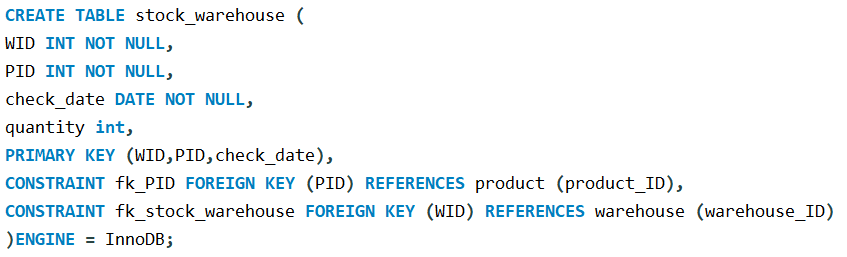 CREATE TABLE stock_warehouse (
WID INT NOT NULL,
PID INT NOT NULL,
check_date DATE NOT NULL,
quantity int,
PRIMARY KEY (WID,PID,check_date),
CONSTRAINT fk_PID FOREIGN KEY (PID) REFERENCES product (product_ID),
CONSTRAINT fk_stock_warehouse FOREIGN KEY (WID) REFERENCES warehouse (warehouse_ID)
)ENGINE = InnoDB;